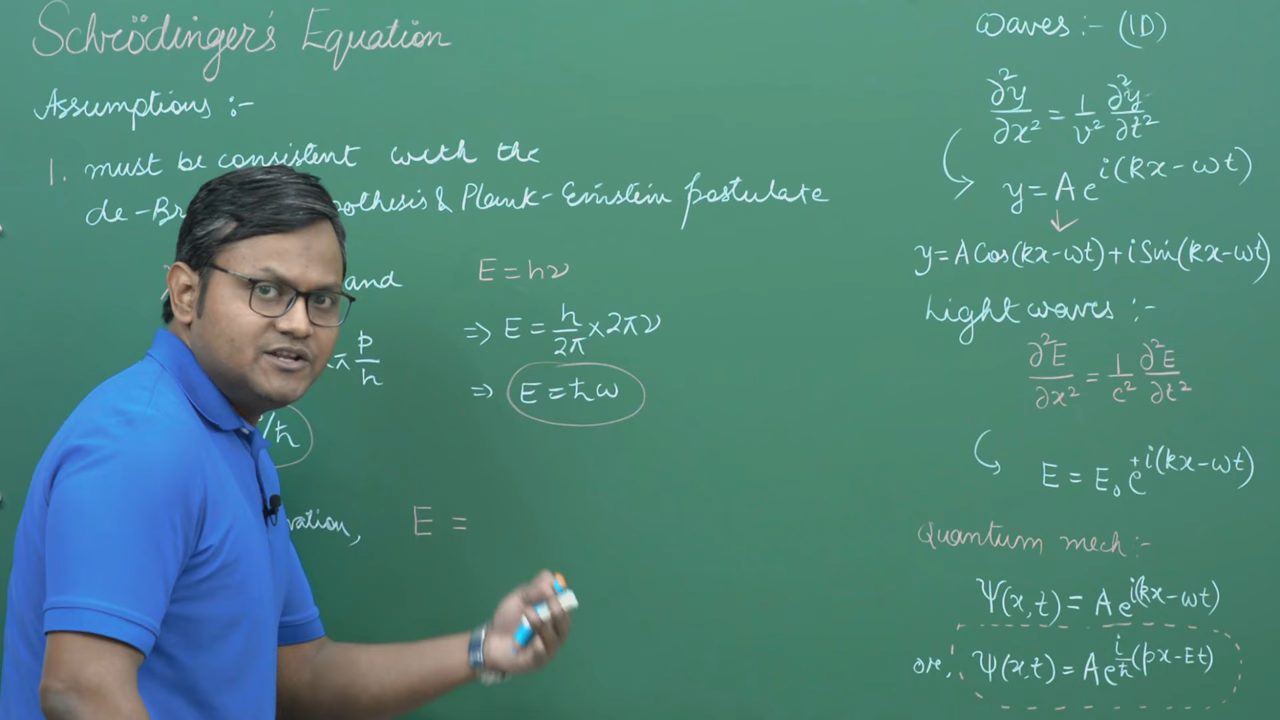 Schrödinger's Equation
Assumptions :-
1. must be consistent with the
de-Br othesis & Plank-Einstein postulate
and
π p/h
/ħ
E = hν
=> E = h/2π × 2πν
=> E = ħω
E =
Waves :- (1D)
∂²y/∂x² = 1/v² ∂²y/∂t²
y = A e^{i(kx-ωt)}
y = A Cos(kx-ωt) + i Sin(kx-ωt)
Light waves :-
∂²E/∂x² = 1/c² ∂²E/∂t²
E = E₀ e^{+i(kx-ωt)}
Quantum mech :-
Ψ(x,t) = A e^{i(kx-ωt)}
or, Ψ(x,t) = A e^{i/ħ(px-Et)}